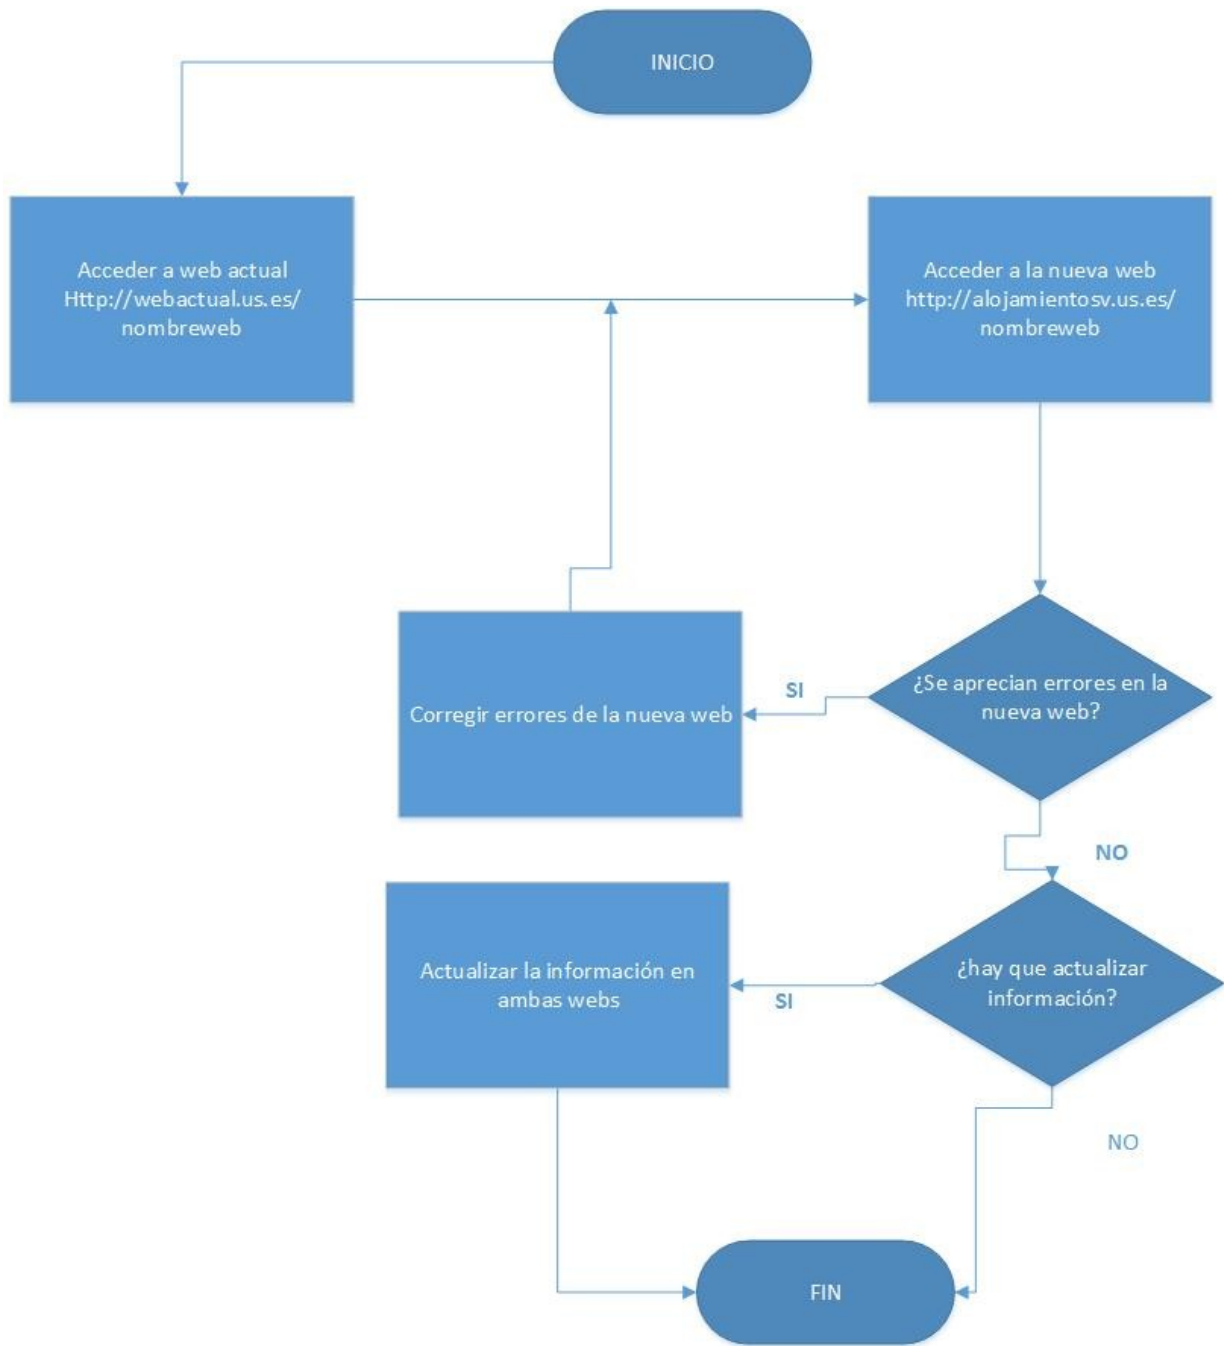 INICIO
Acceder a web actual
Http://webactual.us.es/
nombreweb
Acceder a la nueva web
http://alojamientosv.us.es/
nombreweb
¿Se aprecian errores en la
nueva web?
SI
Corregir errores de la nueva web
NO
¿hay que actualizar
información?
SI
Actualizar la información en
ambas webs
NO
FIN